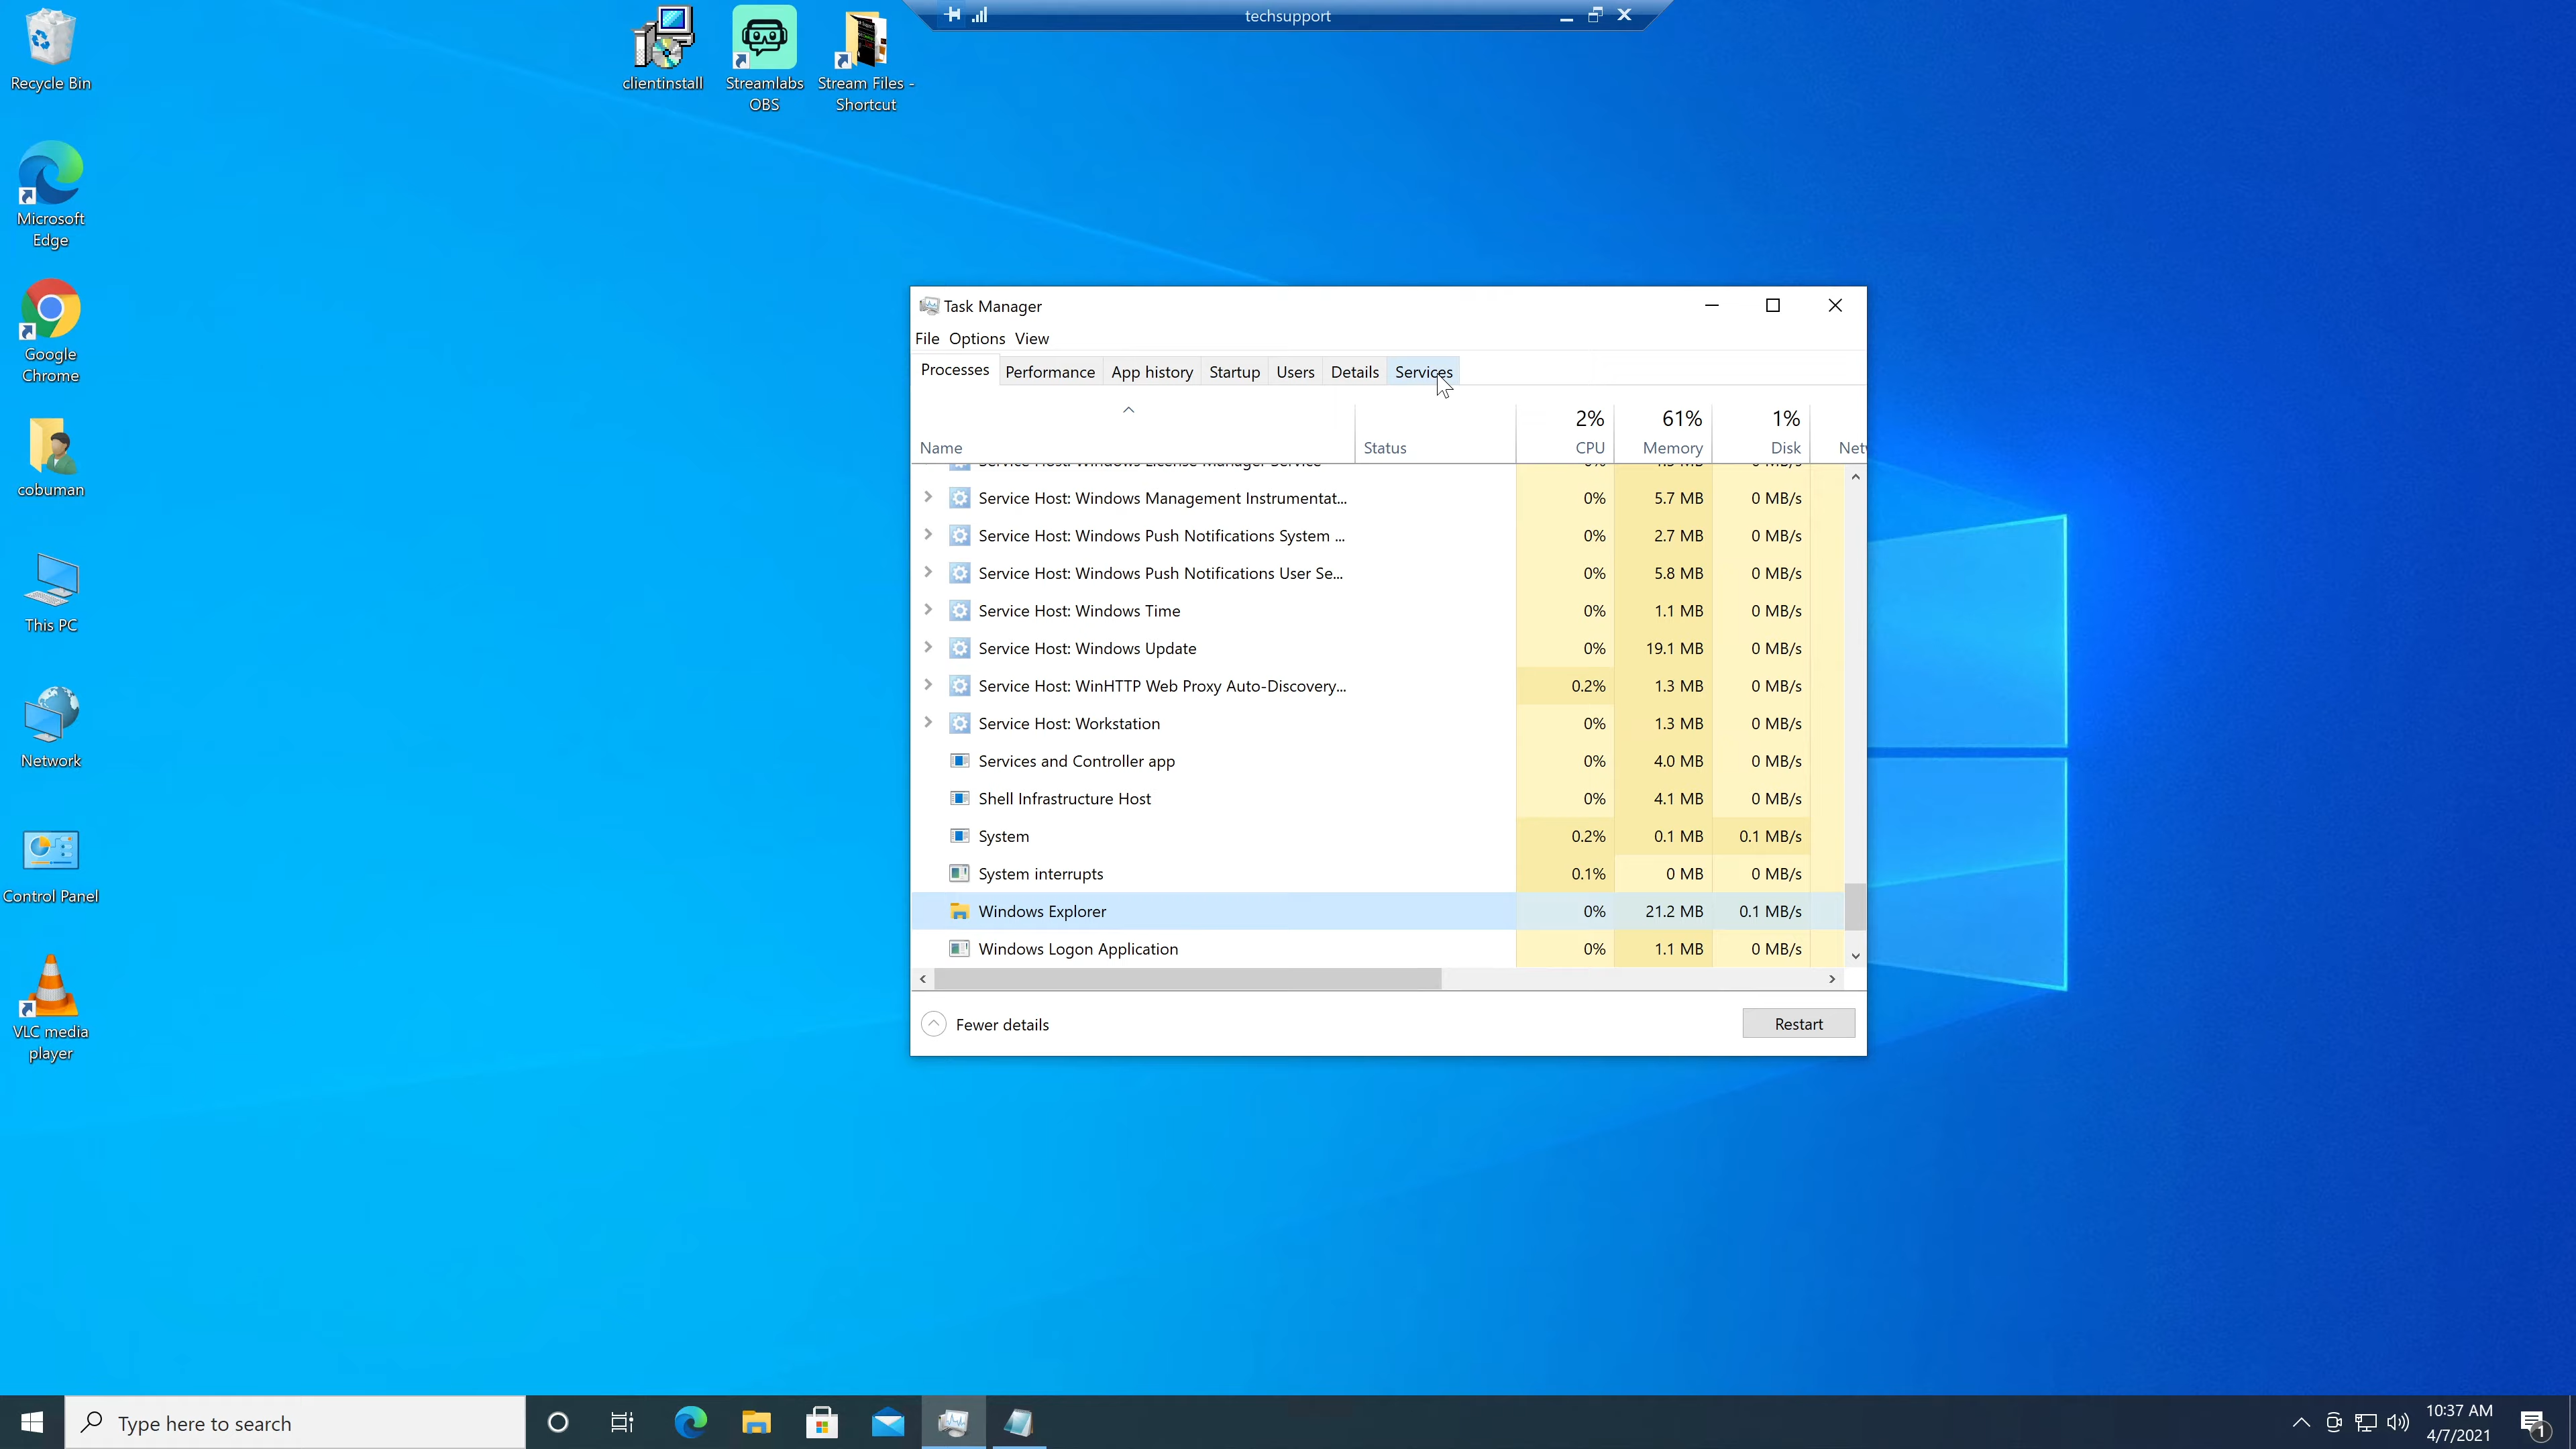 techsupport
Recycle Bin
clientinstall
Streamlabs
OBS
Stream Files -
Shortcut
Microsoft
Edge
Google
Chrome
cobuman
This PC
Network
Control Panel
VLC media
player
Task Manager
File Options View
Processes Performance App history Startup Users Details Services
2% 61% 1%
Name Status CPU Memory Disk Netw
Service Host: Windows License Manager Service
Service Host: Windows Management Instrumentat... 0% 5.7 MB 0 MB/s
Service Host: Windows Push Notifications System ... 0% 2.7 MB 0 MB/s
Service Host: Windows Push Notifications User Se... 0% 5.8 MB 0 MB/s
Service Host: Windows Time 0% 1.1 MB 0 MB/s
Service Host: Windows Update 0% 19.1 MB 0 MB/s
Service Host: WinHTTP Web Proxy Auto-Discovery... 0.2% 1.3 MB 0 MB/s
Service Host: Workstation 0% 1.3 MB 0 MB/s
Services and Controller app 0% 4.0 MB 0 MB/s
Shell Infrastructure Host 0% 4.1 MB 0 MB/s
System 0.2% 0.1 MB 0.1 MB/s
System interrupts 0.1% 0 MB 0 MB/s
Windows Explorer 0% 21.2 MB 0.1 MB/s
Windows Logon Application 0% 1.1 MB 0 MB/s
Fewer details Restart
Type here to search
10:37 AM
4/7/2021
1